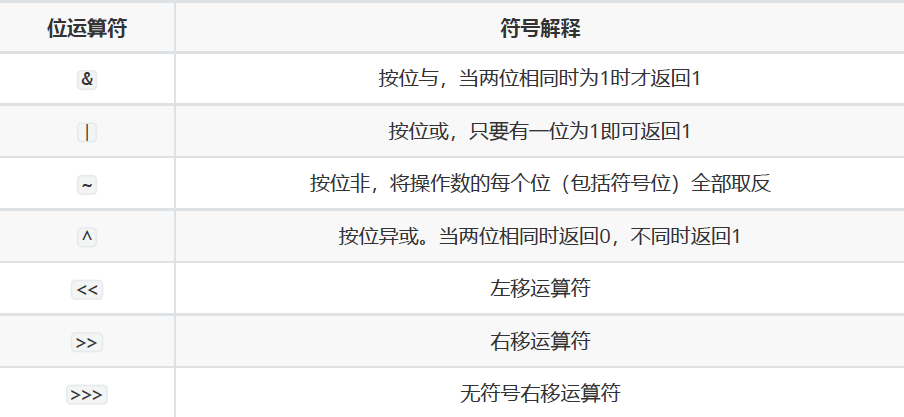 位运算符 符号解释
& 按位与，当两位相同时为1时才返回1
| 按位或，只要有一位为1即可返回1
~ 按位非，将操作数的每个位（包括符号位）全部取反
^ 按位异或。当两位相同时返回0，不同时返回1
<< 左移运算符
>> 右移运算符
>>> 无符号右移运算符